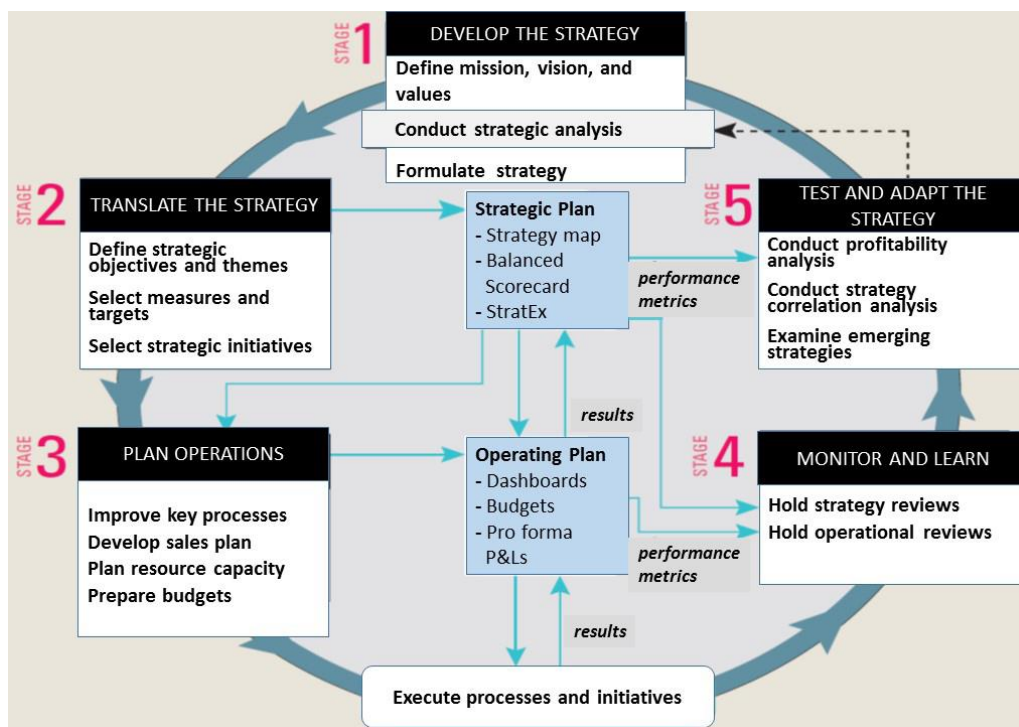 STAGE 1
DEVELOP THE STRATEGY
Define mission, vision, and
values
Conduct strategic analysis
Formulate strategy
STAGE 2
TRANSLATE THE STRATEGY
Define strategic
objectives and themes
Select measures and
targets
Select strategic initiatives
Strategic Plan
- Strategy map
- Balanced
Scorecard
- StratEx
performance
metrics
STAGE 5
TEST AND ADAPT THE
STRATEGY
Conduct profitability
analysis
Conduct strategy
correlation analysis
Examine emerging
strategies
results
STAGE 3
PLAN OPERATIONS
Improve key processes
Develop sales plan
Plan resource capacity
Prepare budgets
Operating Plan
- Dashboards
- Budgets
- Pro forma
P&Ls
performance
metrics
STAGE 4
MONITOR AND LEARN
Hold strategy reviews
Hold operational reviews
results
Execute processes and initiatives